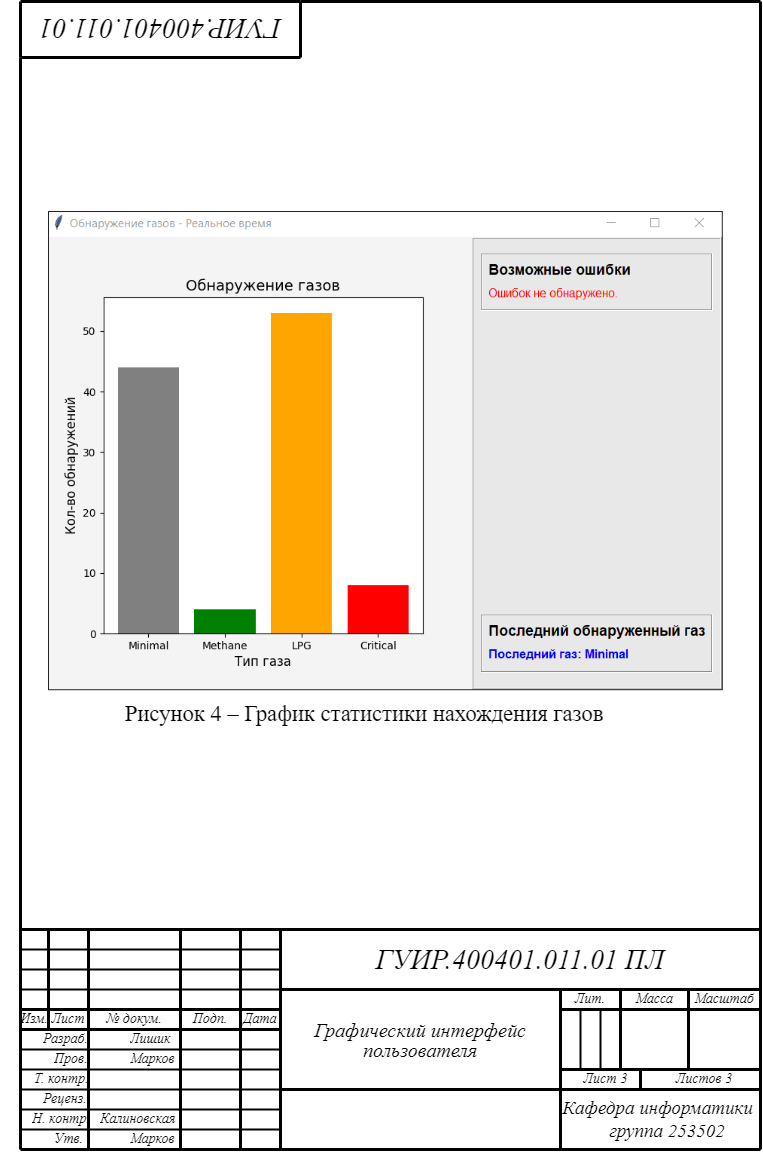 ГУИР.400401.011.01
Обнаружение газов - Реальное время
Обнаружение газов
Кол-во обнаружений
50
40
30
20
10
0
Minimal Methane LPG Critical
Тип газа
Возможные ошибки
Ошибок не обнаружено.
Последний обнаруженный газ
Последний газ: Minimal
Рисунок 4 – График статистики нахождения газов
ГУИР.400401.011.01 ПЛ
Изм. Лист № докум. Подп. Дата
Разраб. Лишик
Пров. Марков
Т. контр.
Реценз.
Н. контр Калиновская
Утв. Марков
Графический интерфейс
пользователя
Лит. Масса Масштаб
Лист 3 Листов 3
Кафедра информатики
группа 253502